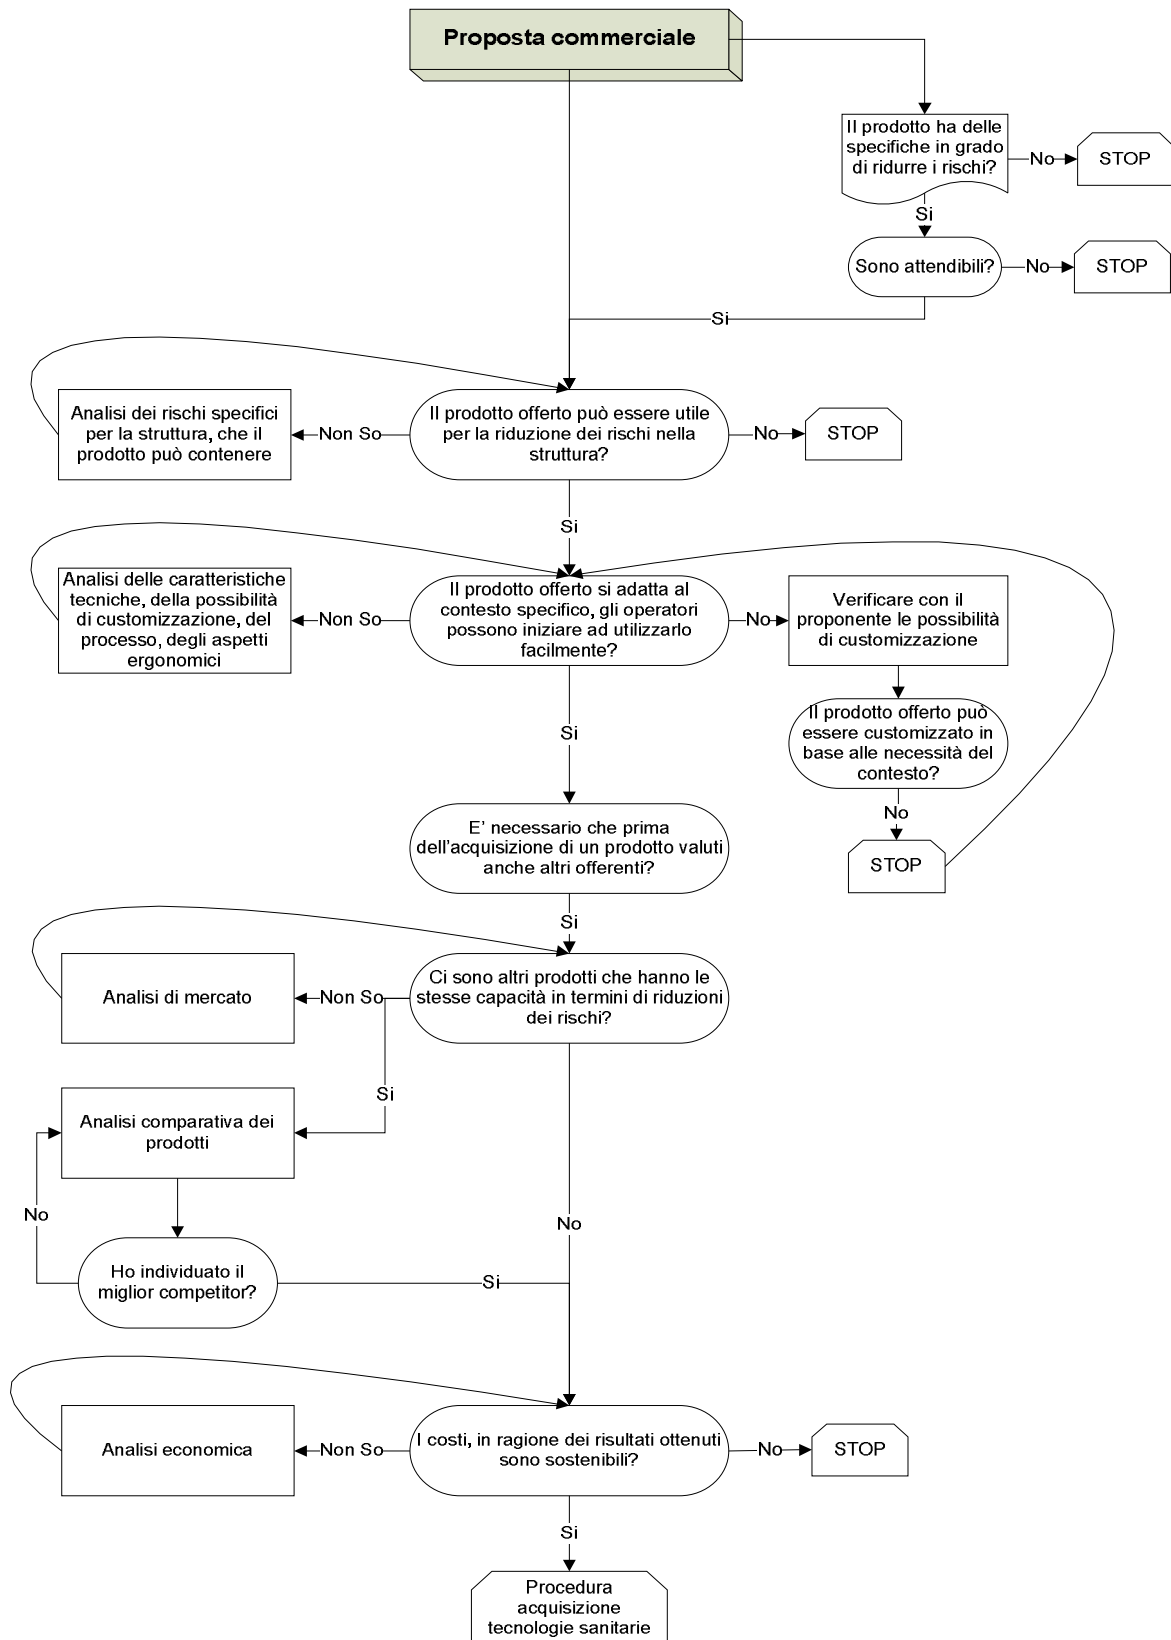 Proposta commerciale
Il prodotto ha delle
specifiche in grado
di ridurre i rischi?
No
STOP
Si
Sono attendibili?
No
STOP
Si
Analisi dei rischi specifici
per la struttura, che il
prodotto può contenere
Non So
Il prodotto offerto può essere utile
per la riduzione dei rischi nella
struttura?
No
STOP
Si
Analisi delle caratteristiche
tecniche, della possibilità
di customizzazione, del
processo, degli aspetti
ergonomici
Non So
Il prodotto offerto si adatta al
contesto specifico, gli operatori
possono iniziare ad utilizzarlo
facilmente?
No
Verificare con il
proponente le possibilità
di customizzazione
Si
Il prodotto offerto può
essere customizzato in
base alle necessità del
contesto?
No
STOP
E' necessario che prima
dell'acquisizione di un prodotto valuti
anche altri offerenti?
Si
Analisi di mercato
Non So
Ci sono altri prodotti che hanno le
stesse capacità in termini di riduzioni
dei rischi?
Si
Analisi comparativa dei
prodotti
No
No
Ho individuato il
miglior competitor?
Si
Analisi economica
Non So
I costi, in ragione dei risultati ottenuti
sono sostenibili?
No
STOP
Si
Procedura
acquisizione
tecnologie sanitarie